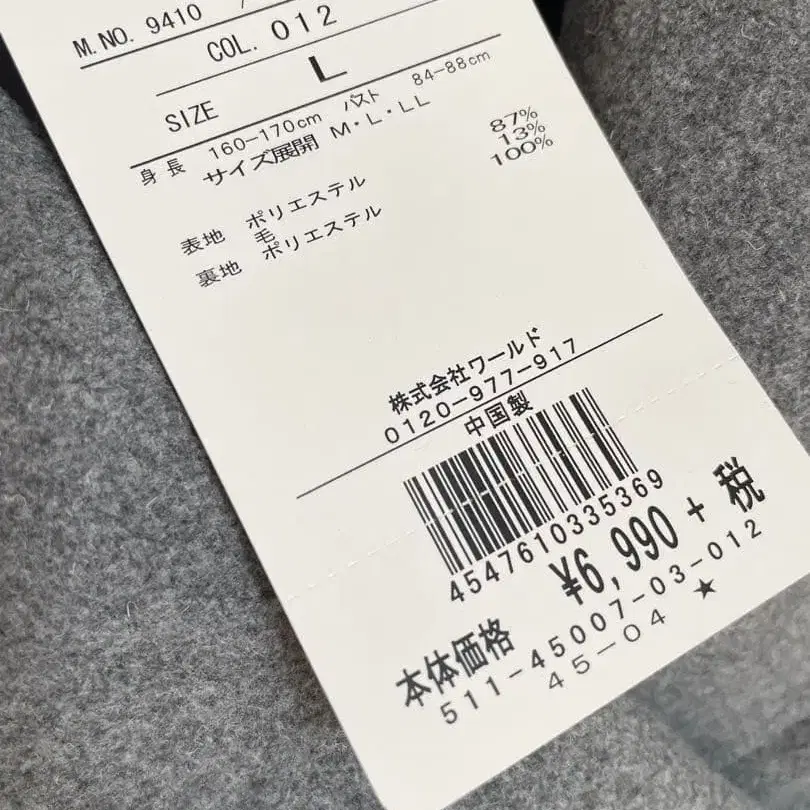 M.NO. 9410
COL. 012
SIZE L
身長 160-170cm バスト 84-88cm
サイズ展開 M・L・LL
表地 ポリエステル 87%
毛 13%
裏地 ポリエステル 100%
株式会社ワールド
0120-977-917
中国製
4547610335369
本体価格 ¥6,990 + 税
511-45007-03-012
45-04 ★